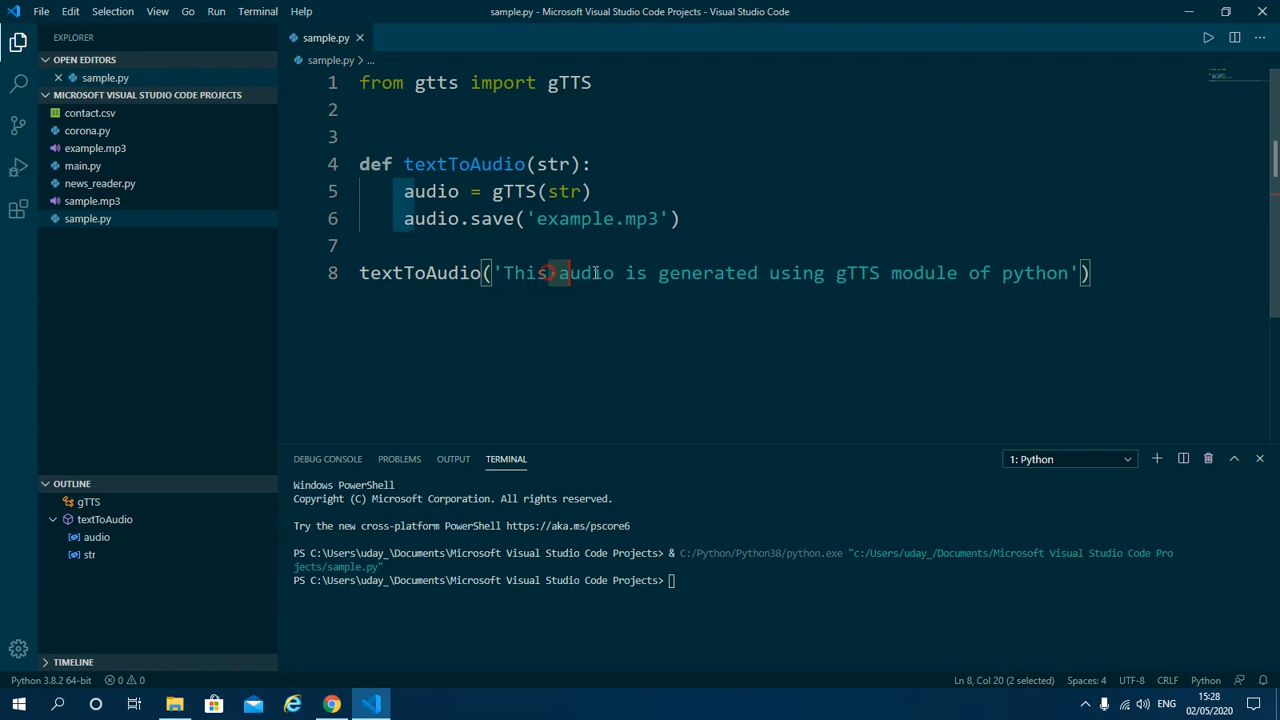 File Edit Selection View Go Run Terminal Help
sample.py - Microsoft Visual Studio Code Projects - Visual Studio Code
EXPLORER
OPEN EDITORS
sample.py
MICROSOFT VISUAL STUDIO CODE PROJECTS
contact.csv
corona.py
example.mp3
main.py
news_reader.py
sample.mp3
sample.py
OUTLINE
gTTS
textToAudio
audio
str
TIMELINE
sample.py
sample.py > ...
1 from gtts import gTTS
2
3
4 def textToAudio(str):
5 audio = gTTS(str)
6 audio.save('example.mp3')
7
8 textToAudio('This audio is generated using gTTS module of python')
DEBUG CONSOLE PROBLEMS OUTPUT TERMINAL 1: Python
Windows PowerShell
Copyright (C) Microsoft Corporation. All rights reserved.
Try the new cross-platform PowerShell https://aka.ms/pscore6
PS C:\Users\uday_\Documents\Microsoft Visual Studio Code Projects> & C:/Python/Python38/python.exe "c:/Users/uday_/Documents/Microsoft Visual Studio Code Pro
jects/sample.py"
PS C:\Users\uday_\Documents\Microsoft Visual Studio Code Projects>
Python 3.8.2 64-bit 0 0 Ln 8, Col 20 (2 selected) Spaces: 4 UTF-8 CRLF Python
ENG 15:28
02/05/2020